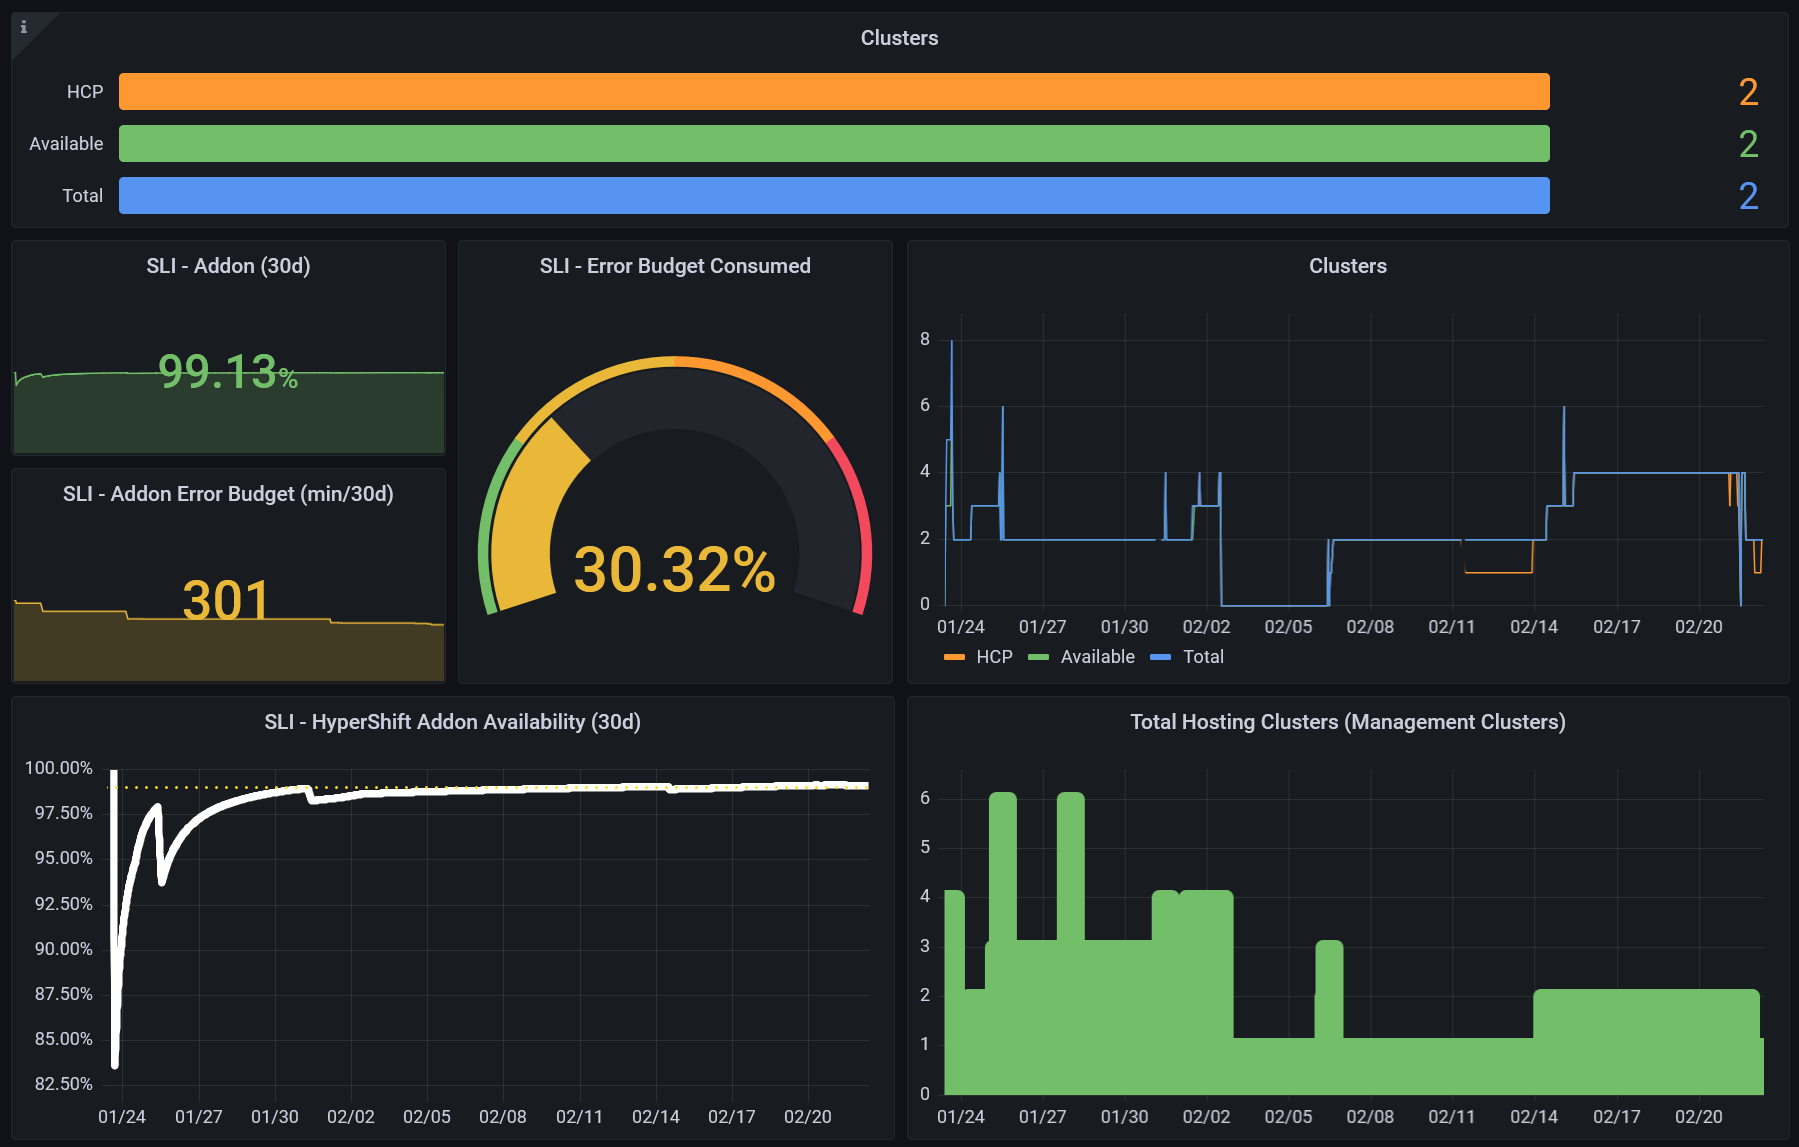 Clusters
HCP 2
Available 2
Total 2
SLI - Addon (30d)
99.13%
SLI - Addon Error Budget (min/30d)
301
SLI - Error Budget Consumed
30.32%
Clusters
8
6
4
2
0
01/24 01/27 01/30 02/02 02/05 02/08 02/11 02/14 02/17 02/20
HCP Available Total
SLI - HyperShift Addon Availability (30d)
100.00%
97.50%
95.00%
92.50%
90.00%
87.50%
85.00%
82.50%
01/24 01/27 01/30 02/02 02/05 02/08 02/11 02/14 02/17 02/20
Total Hosting Clusters (Management Clusters)
6
5
4
3
2
1
0
01/24 01/27 01/30 02/02 02/05 02/08 02/11 02/14 02/17 02/20